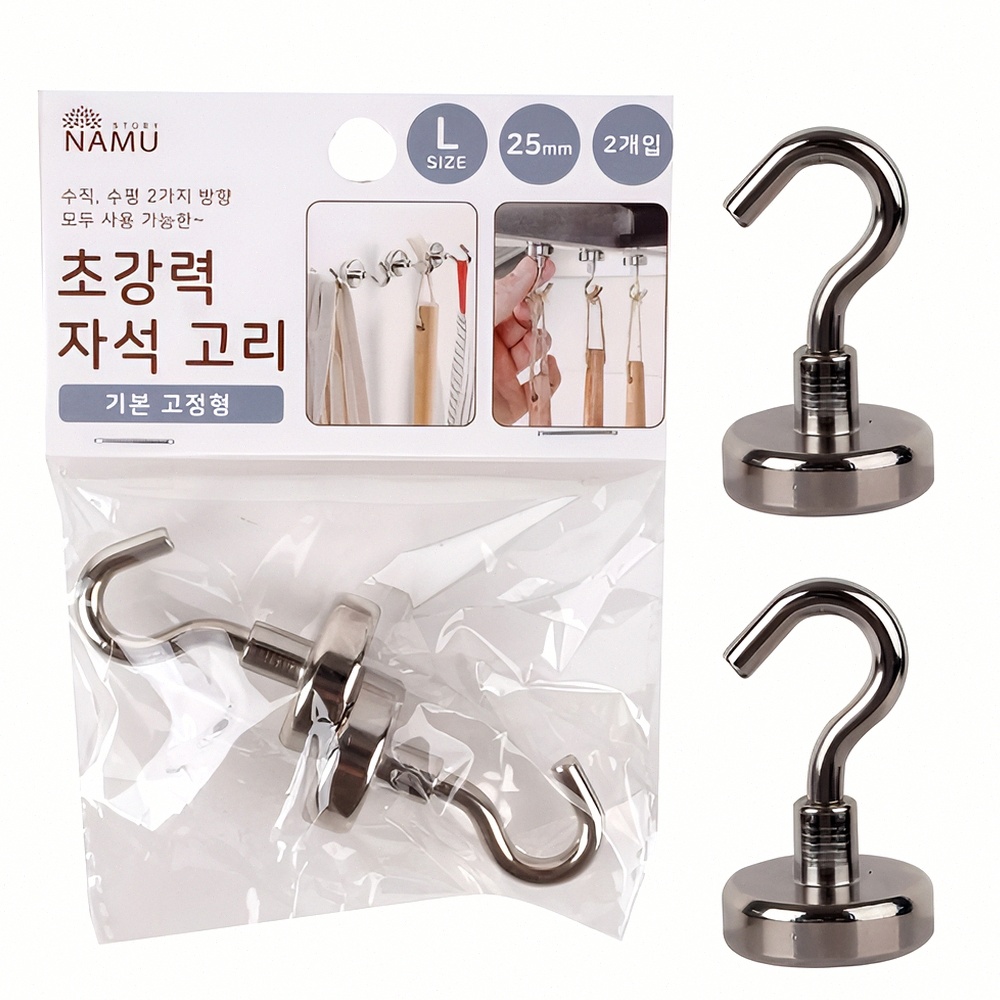 STORY
NAMU
L
SIZE
25mm
2개입
수직, 수평 2가지 방향
모두 사용 가능한~
초강력
자석 고리
기본 고정형